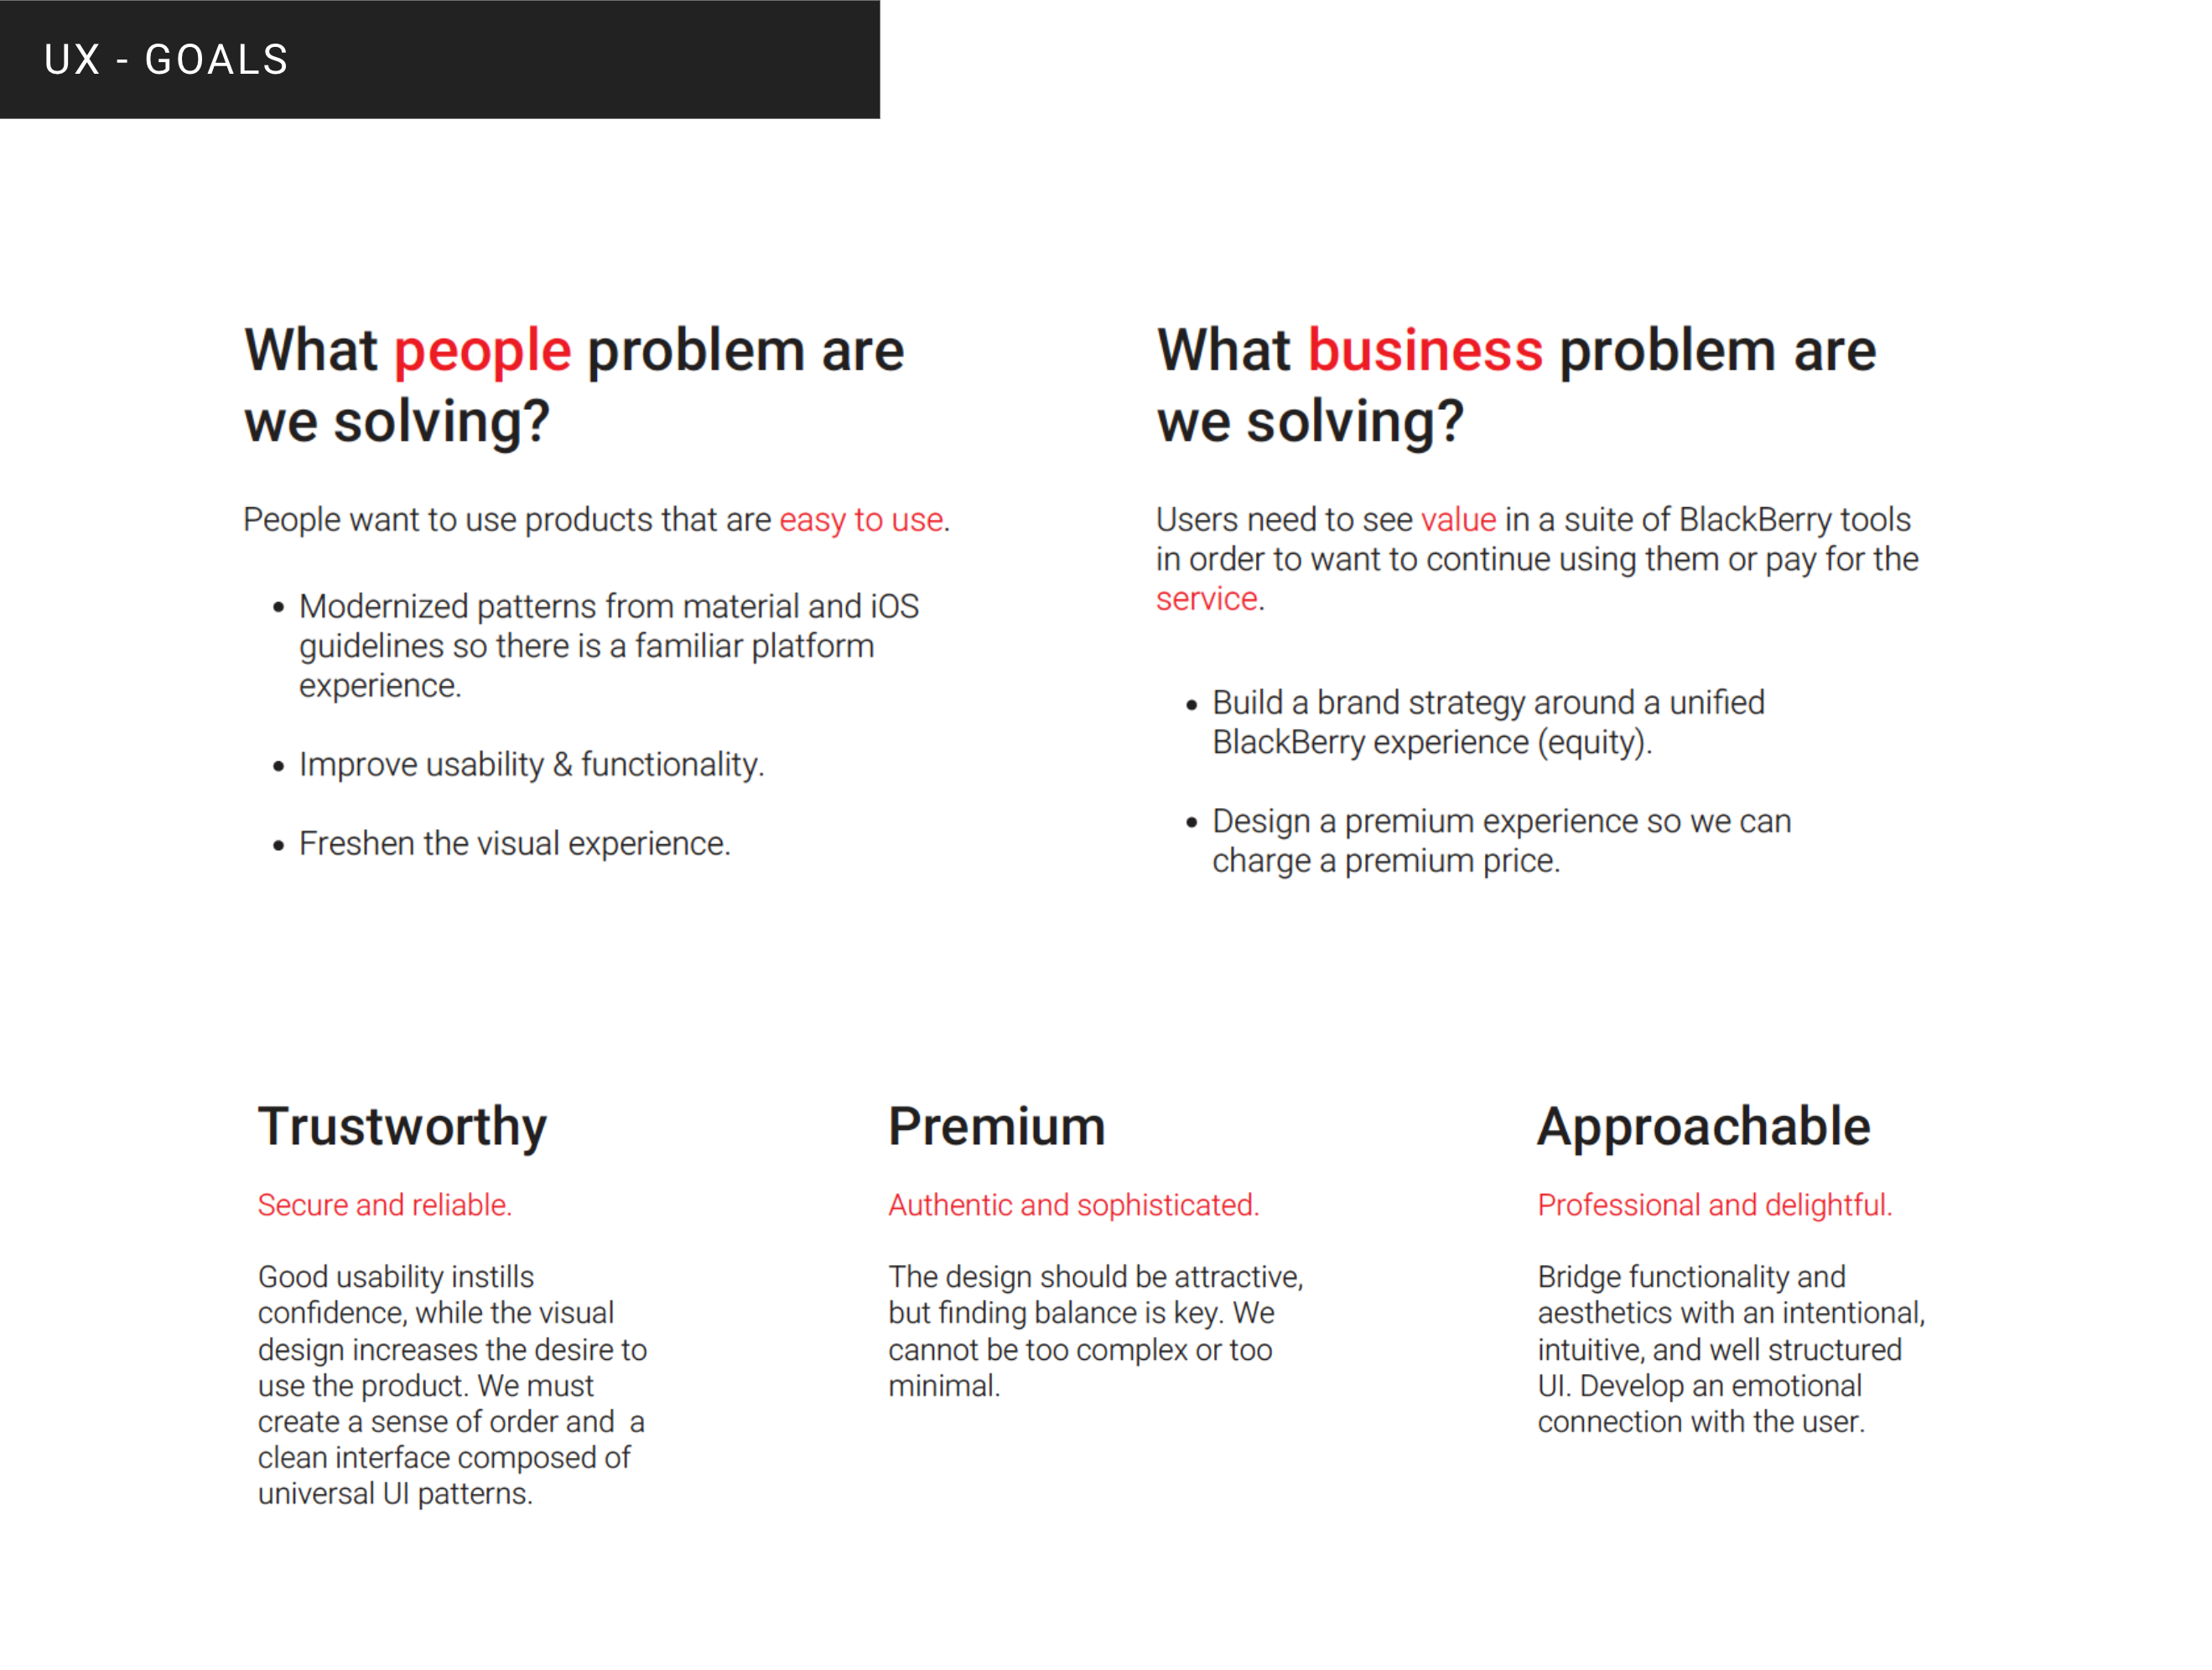 UX - GOALS
What people problem are
we solving?
People want to use products that are easy to use.
• Modernized patterns from material and iOS
guidelines so there is a familiar platform
experience.
• Improve usability & functionality.
• Freshen the visual experience.
What business problem are
we solving?
Users need to see value in a suite of BlackBerry tools
in order to want to continue using them or pay for the
service.
• Build a brand strategy around a unified
BlackBerry experience (equity).
• Design a premium experience so we can
charge a premium price.
Trustworthy
Secure and reliable.
Good usability instills
confidence, while the visual
design increases the desire to
use the product. We must
create a sense of order and  a
clean interface composed of
universal UI patterns.
Premium
Authentic and sophisticated.
The design should be attractive,
but finding balance is key. We
cannot be too complex or too
minimal.
Approachable
Professional and delightful.
Bridge functionality and
aesthetics with an intentional,
intuitive, and well structured
UI. Develop an emotional
connection with the user.